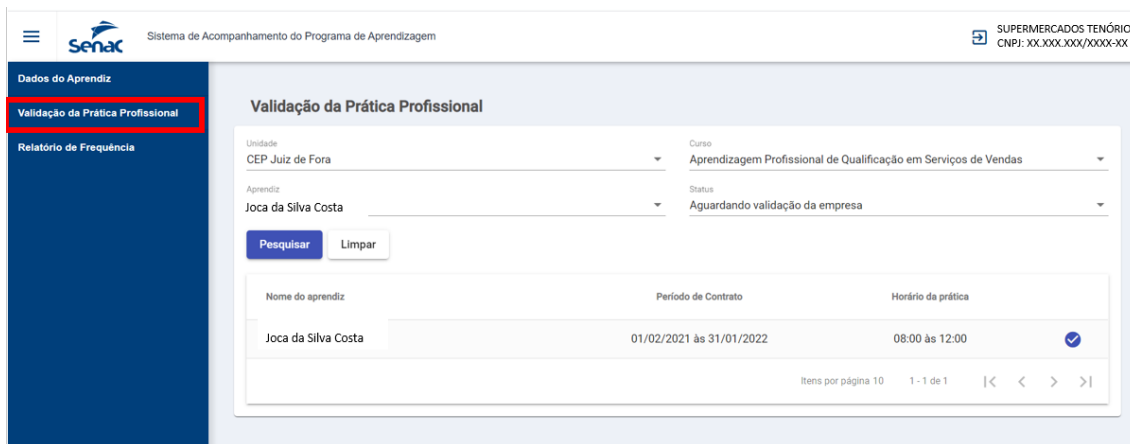 Senac
Sistema de Acompanhamento do Programa de Aprendizagem
SUPERMERCADOS TENÓRIO
CNPJ: XX.XXX.XXX/XXXX-XX
Dados do Aprendiz
Validação da Prática Profissional
Relatório de Frequência
Validação da Prática Profissional
Unidade
CEP Juiz de Fora
Curso
Aprendizagem Profissional de Qualificação em Serviços de Vendas
Aprendiz
Joca da Silva Costa
Status
Aguardando validação da empresa
Pesquisar
Limpar
Nome do aprendiz Período de Contrato Horário da prática
Joca da Silva Costa 01/02/2021 às 31/01/2022 08:00 às 12:00
Itens por página 10 1 - 1 de 1